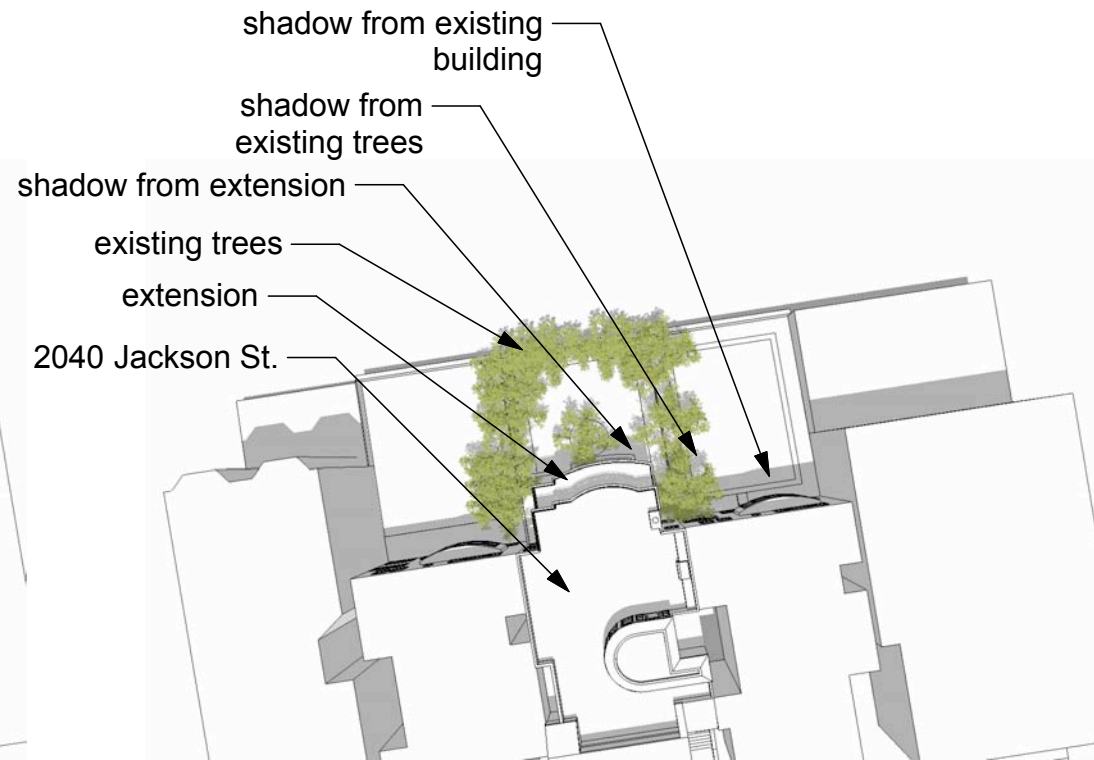 shadow from existing
building
shadow from
existing trees
shadow from extension
existing trees
extension
2040 Jackson St.